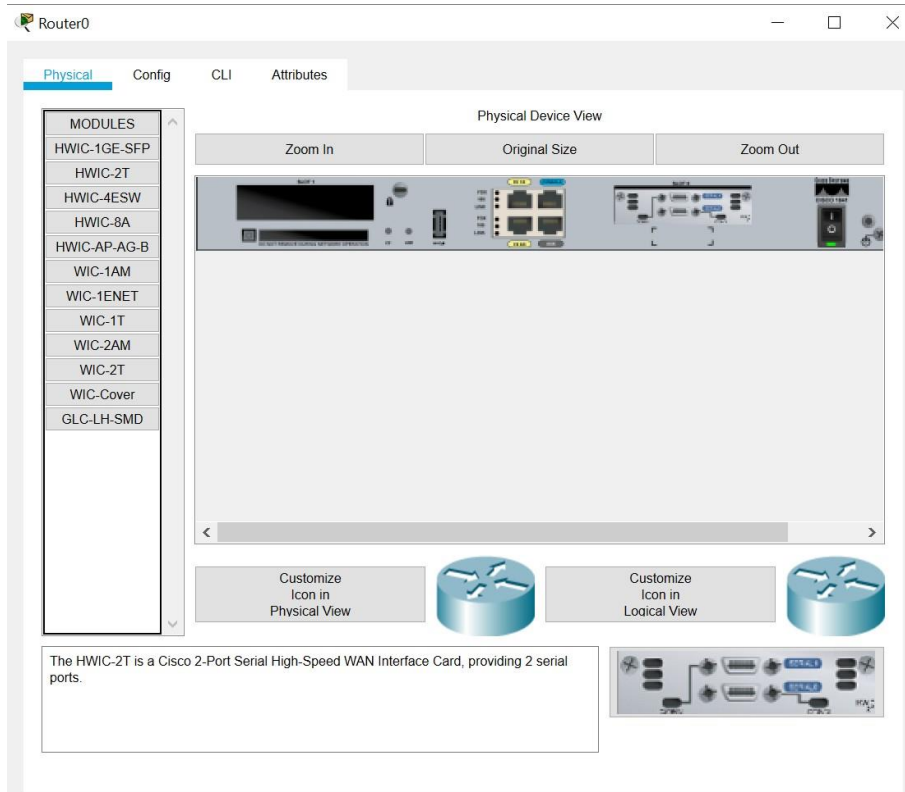 Router0
Physical
Config
CLI
Attributes
MODULES
HWIC-1GE-SFP
HWIC-2T
HWIC-4ESW
HWIC-8A
HWIC-AP-AG-B
WIC-1AM
WIC-1ENET
WIC-1T
WIC-2AM
WIC-2T
WIC-Cover
GLC-LH-SMD
Physical Device View
Zoom In
Original Size
Zoom Out
Customize
Icon in
Physical View
Customize
Icon in
Logical View
The HWIC-2T is a Cisco 2-Port Serial High-Speed WAN Interface Card, providing 2 serial
ports.